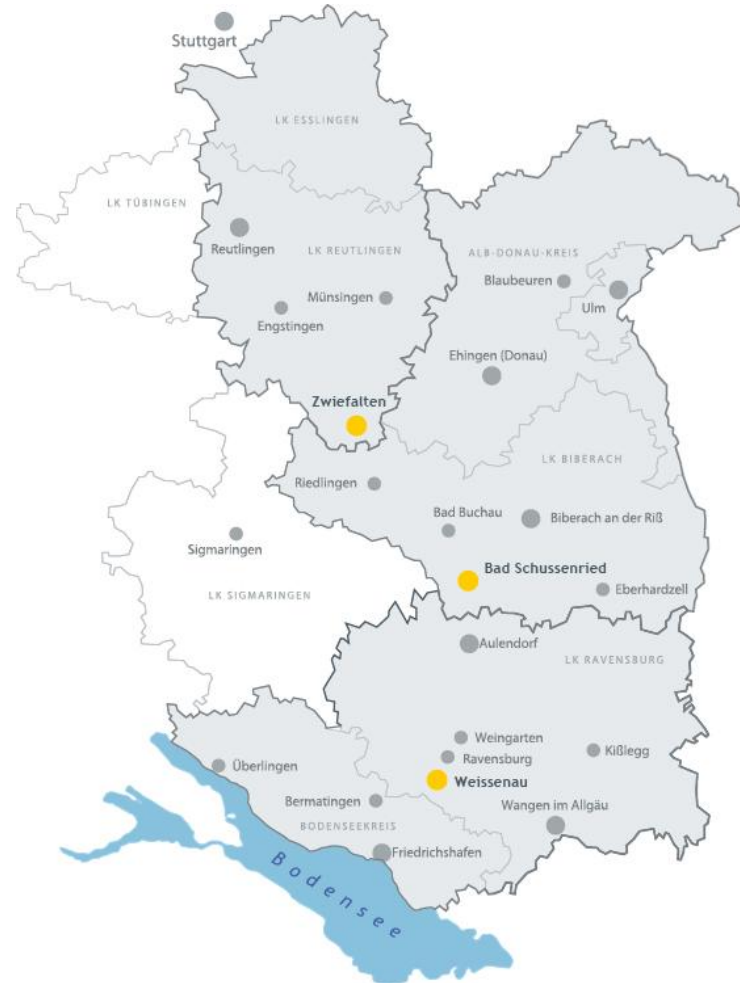 Stuttgart
LK ESSLINGEN
LK TÜBINGEN
Reutlingen
LK REUTLINGEN
ALB-DONAU-KREIS
Blaubeuren
Ulm
Münsingen
Engstingen
Ehingen (Donau)
Zwiefalten
LK BIBERACH
Riedlingen
Bad Buchau
Biberach an der Riß
Sigmaringen
Bad Schussenried
Eberhardzell
LK SIGMARINGEN
Aulendorf
LK RAVENSBURG
Weingarten
Ravensburg
Kißlegg
Überlingen
Weissenau
Bermatingen
Wangen im Allgäu
BODENSEEKREIS
Friedrichshafen
Bodensee